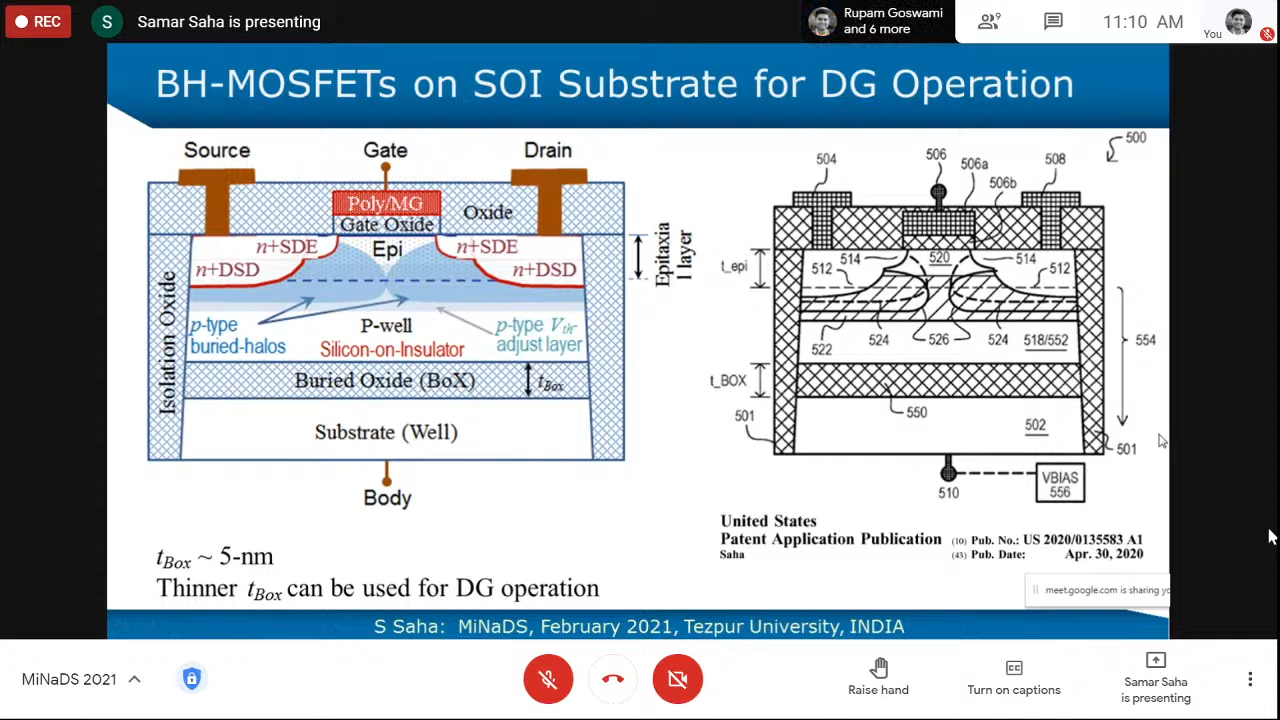 REC
S
Samar Saha is presenting
Rupam Goswami
and 6 more
9
11:10 AM
You
BH-MOSFETs on SOI Substrate for DG Operation
Source
Gate
Drain
Poly/MG
Gate Oxide
Oxide
n+SDE
Epi
n+SDE
n+DSD
n+DSD
Epitaxia
l layer
Isolation Oxide
p-type
buried-halos
P-well
Silicon-on-Insulator
p-type Vth-
adjust layer
Buried Oxide (BoX)
tBox
Substrate (Well)
Body
500
504
506
506a
508
506b
t_epi
514
520
514
512
512
522
524
526
524
518/552
554
t_BOX
550
501
502
501
510
VBIAS
556
United States
Patent Application Publication
(10) Pub. No.: US 2020/0135583 A1
Saha
(43) Pub. Date: Apr. 30, 2020
tBox ~ 5-nm
Thinner tBox can be used for DG operation
meet.google.com is sharing yo
S Saha: MiNaDS, February 2021, Tezpur University, INDIA
MiNaDS 2021
Raise hand
CC
Turn on captions
Samar Saha
is presenting